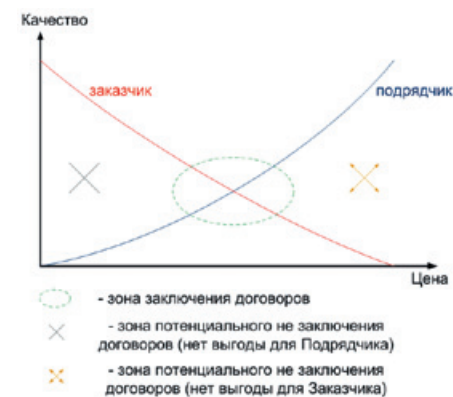 Качество
заказчик
подрядчик
Цена
- зона заключения договоров
- зона потенциального не заключения
договоров (нет выгоды для Подрядчика)
- зона потенциального не заключения
договоров (нет выгоды для Заказчика)